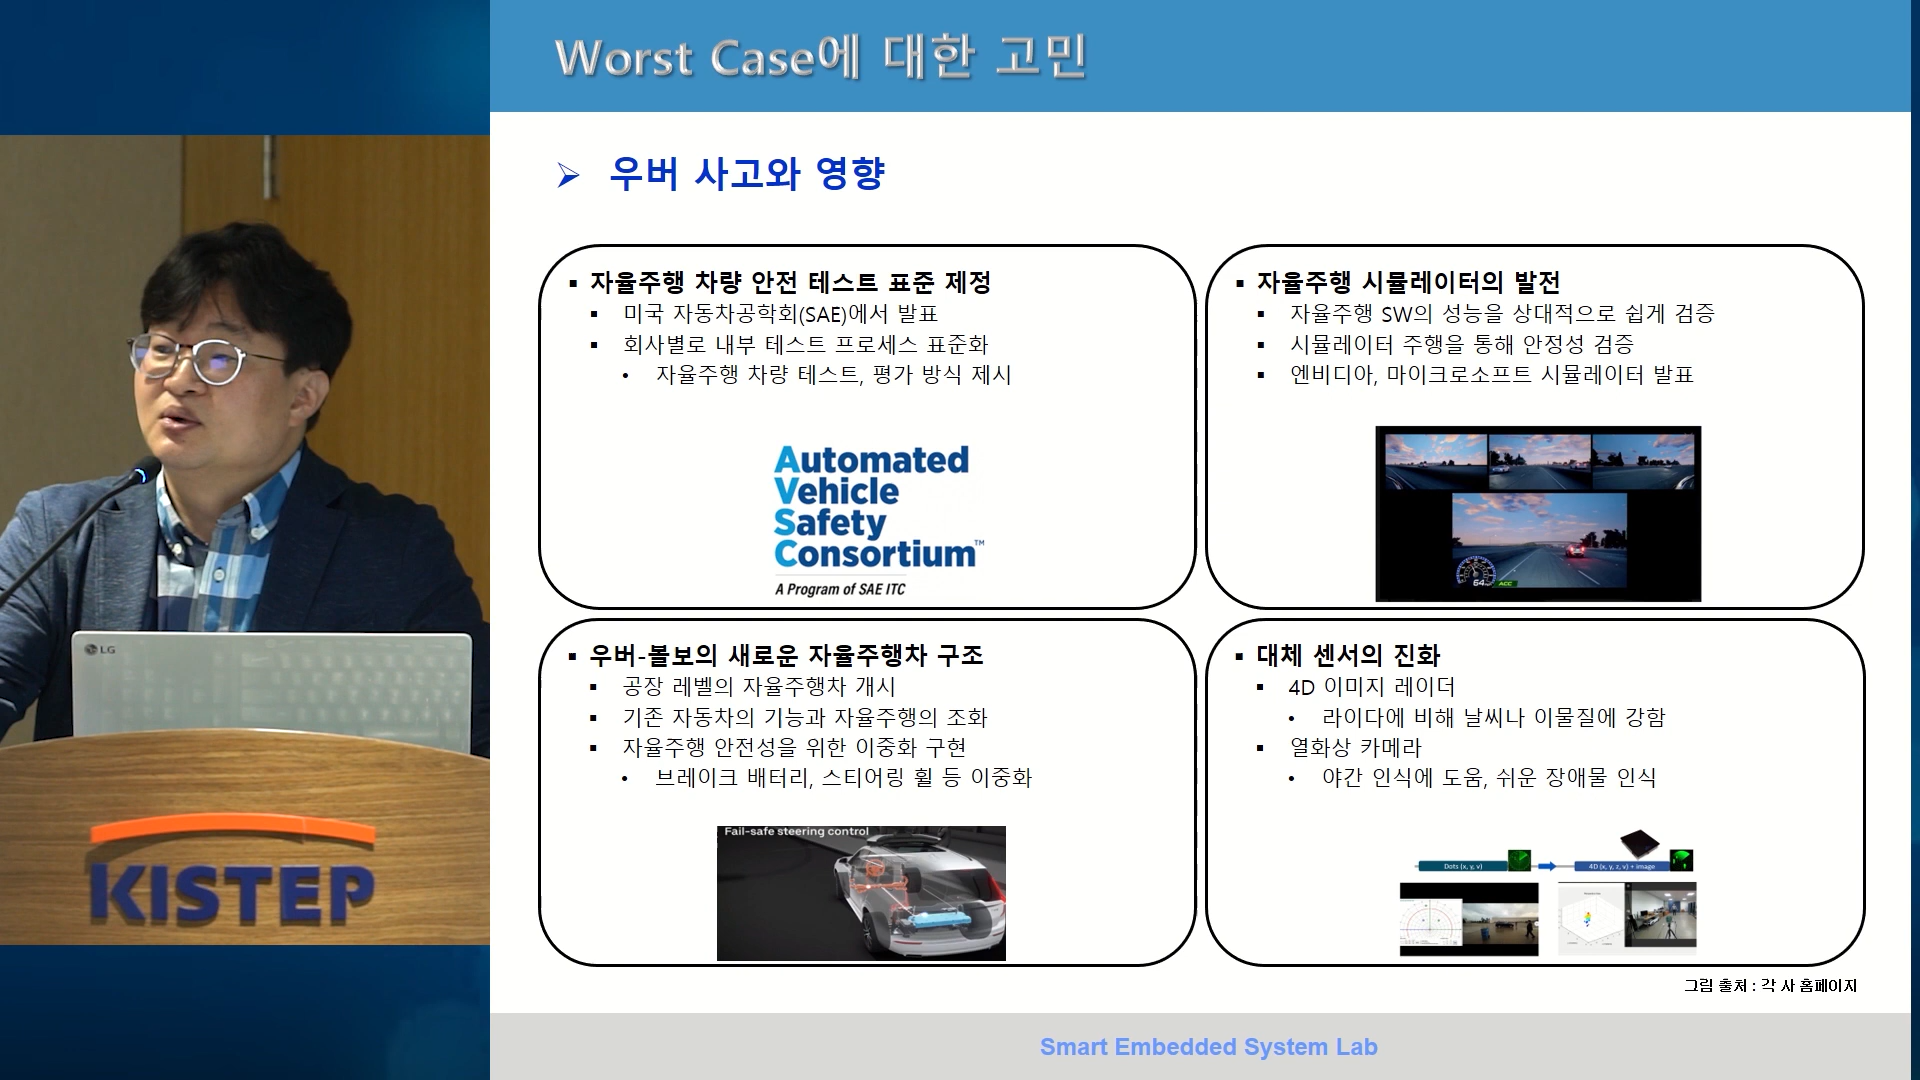 Worst Case에 대한 고민
➢ 우버 사고와 영향
▪ 자율주행 차량 안전 테스트 표준 제정
▪ 미국 자동차공학회(SAE)에서 발표
▪ 회사별로 내부 테스트 프로세스 표준화
• 자율주행 차량 테스트, 평가 방식 제시
Automated
Vehicle
Safety
Consortium™
A Program of SAE ITC
▪ 자율주행 시뮬레이터의 발전
▪ 자율주행 SW의 성능을 상대적으로 쉽게 검증
▪ 시뮬레이터 주행을 통해 안정성 검증
▪ 엔비디아, 마이크로소프트 시뮬레이터 발표
64
ACC
▪ 우버-볼보의 새로운 자율주행차 구조
▪ 공장 레벨의 자율주행차 개시
▪ 기존 자동차의 기능과 자율주행의 조화
▪ 자율주행 안전성을 위한 이중화 구현
• 브레이크 배터리, 스티어링 휠 등 이중화
Fail-safe steering control
▪ 대체 센서의 진화
▪ 4D 이미지 레이더
• 라이다에 비해 날씨나 이물질에 강함
▪ 열화상 카메라
• 야간 인식에 도움, 쉬운 장애물 인식
Dots (x, y, v)
4D (x, y, z, v) + image
그림 출처 : 각 사 홈페이지
Smart Embedded System Lab
LG
KISTEP